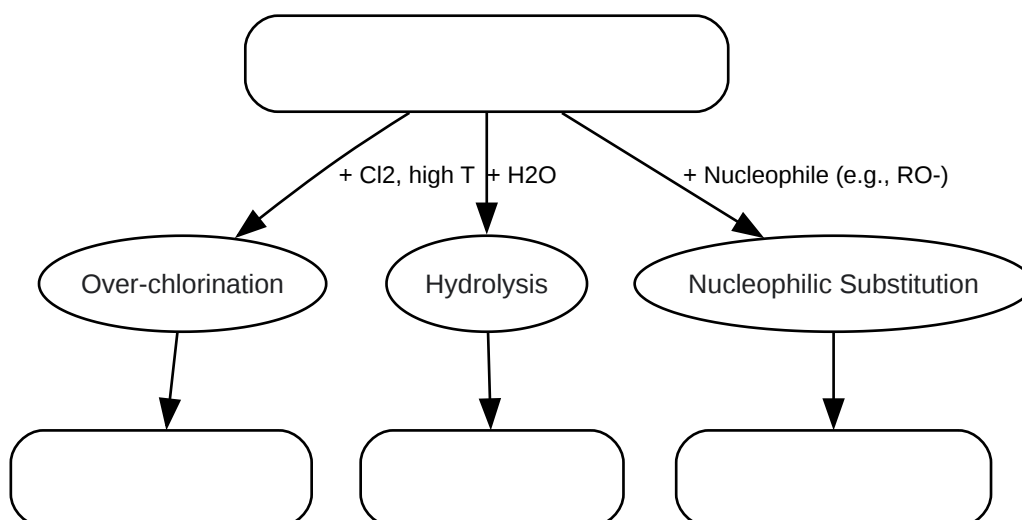 + Cl2, high T
+ H2O
+ Nucleophile (e.g., RO-)
Over-chlorination
Hydrolysis
Nucleophilic Substitution